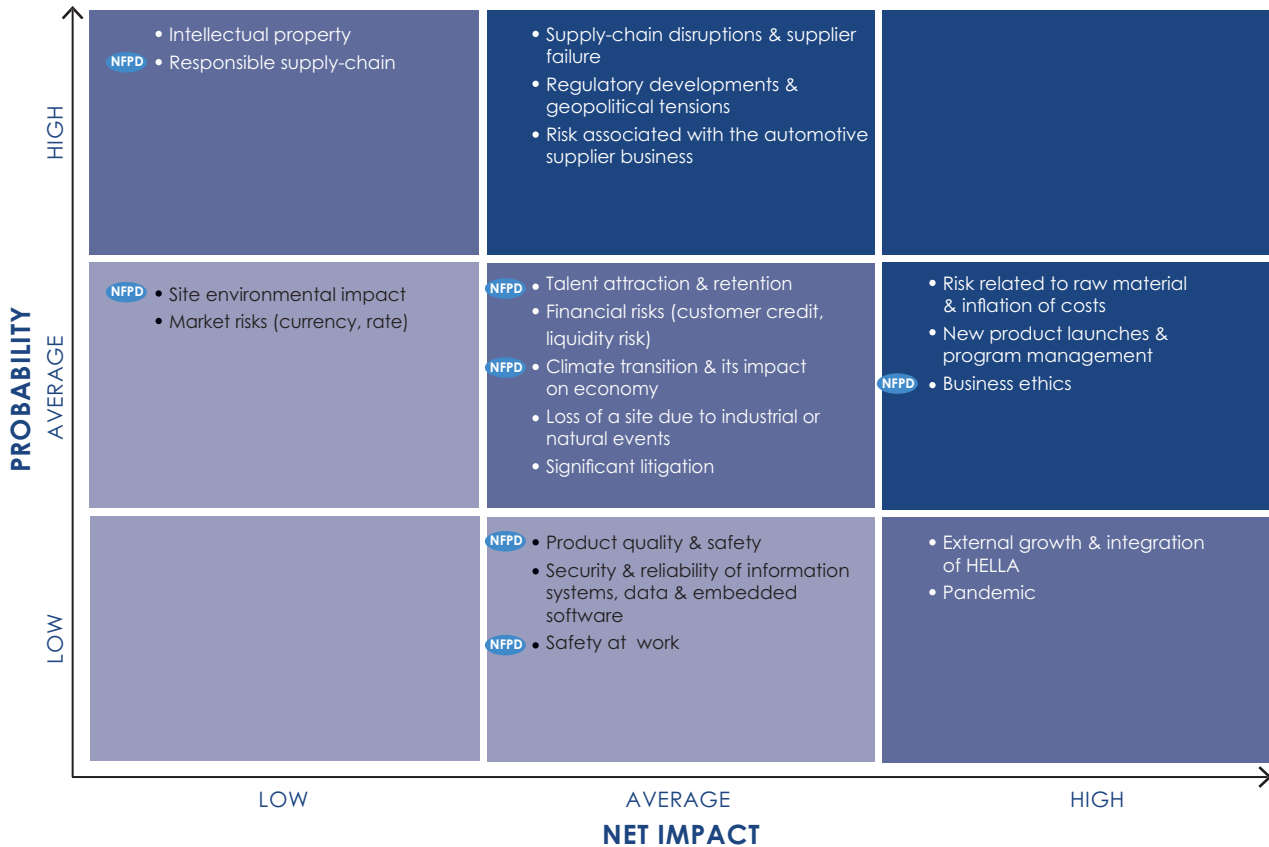 • Intellectual property
NFPD • Responsible supply-chain
• Supply-chain disruptions & supplier
failure
• Regulatory developments &
geopolitical tensions
• Risk associated with the automotive
supplier business
HIGH
NFPD • Site environmental impact
• Market risks (currency, rate)
NFPD • Talent attraction & retention
• Financial risks (customer credit,
liquidity risk)
NFPD • Climate transition & its impact
on economy
• Loss of a site due to industrial or
natural events
• Significant litigation
• Risk related to raw material
& inflation of costs
• New product launches &
program management
NFPD • Business ethics
PROBABILITY
AVERAGE
NFPD • Product quality & safety
• Security & reliability of information
systems, data & embedded
software
NFPD • Safety at work
• External growth & integration
of HELLA
• Pandemic
LOW
LOW
AVERAGE
HIGH
NET IMPACT